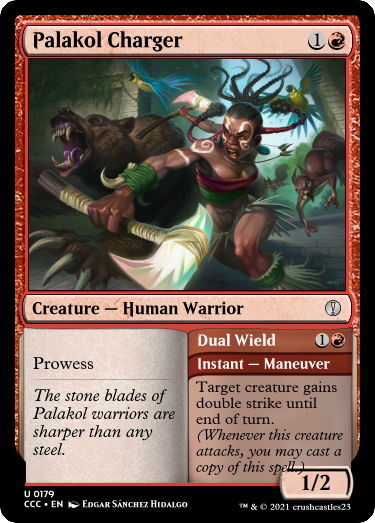 Palakol Charger 1
Creature — Human Warrior
Prowess
The stone blades of
Palakol warriors are
sharper than any
steel.
Dual Wield 1
Instant — Maneuver
Target creature gains
double strike until
end of turn.
(Whenever this creature
attacks, you may cast a
copy of this spell.)
1/2
U 0179
CCC • EN Edgar Sánchez Hidalgo
™ & © 2021 crushcastles23